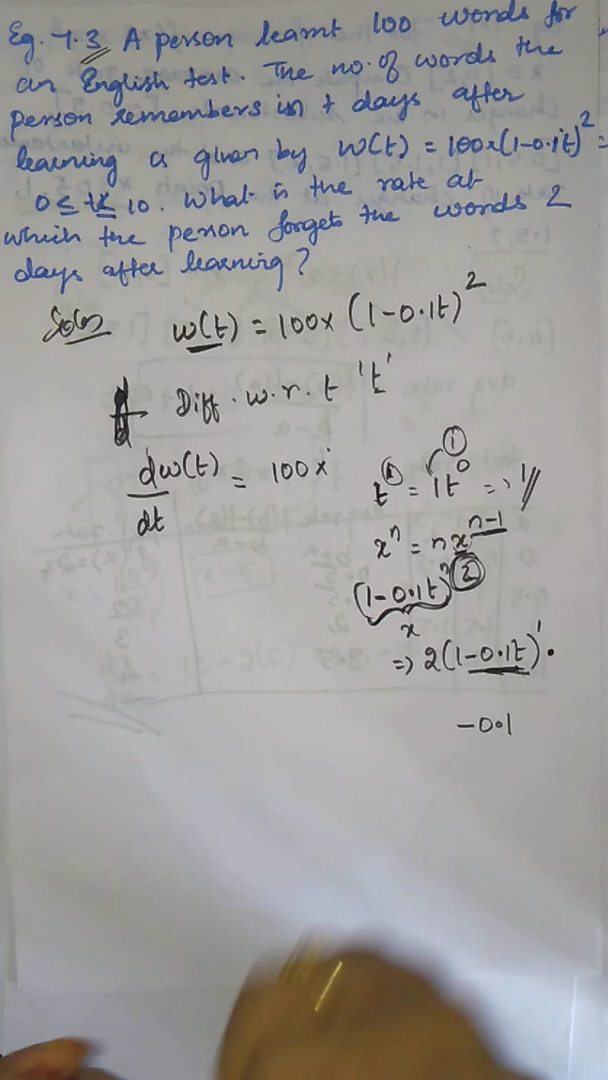 Eg. 7.3 A person learnt 100 words for
an English test. The no. of words the
person remembers in t days after
learning is given by W(t) = 100×(1-0.1t)² =
0 ≤ t ≤ 10. What is the rate at
which the person forgets the words 2
days after learning?
Soln W(t) = 100× (1-0.1t)²
Diff. w.r.t 't'
dw(t)/dt = 100×
t¹ = 1t⁰ => 1//
xⁿ = nxⁿ⁻¹
(1-0.1t)²
x
=> 2(1-0.1t)¹.
-0.1